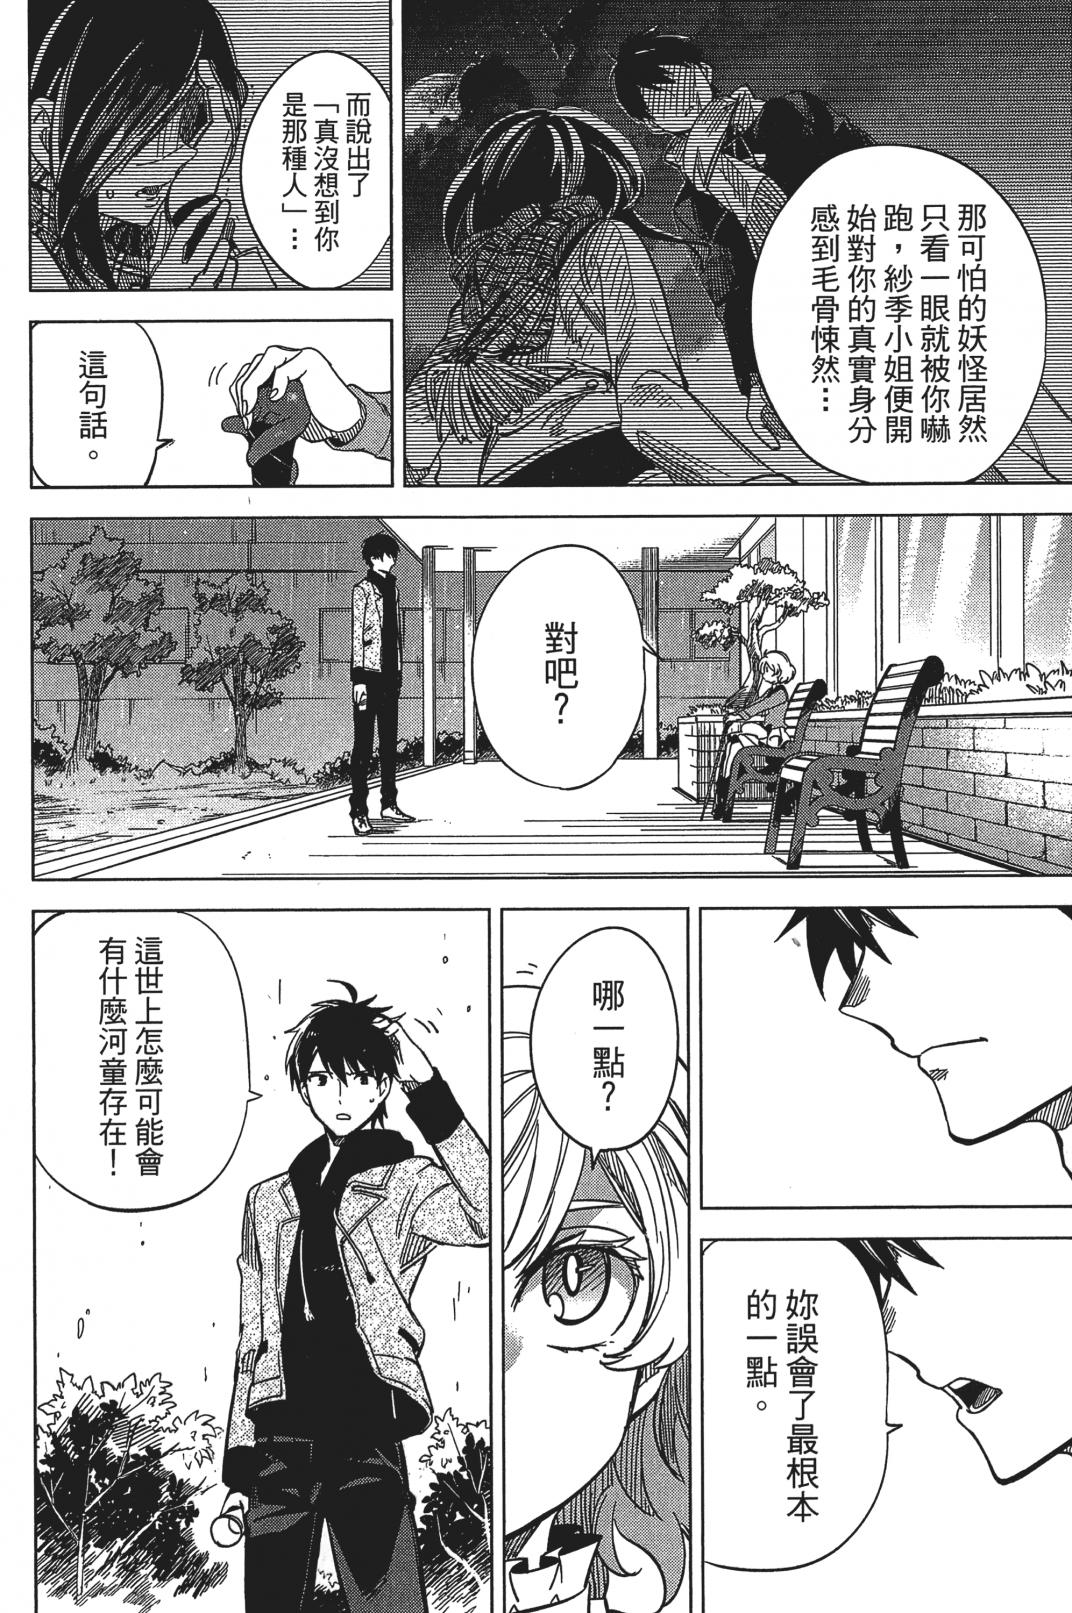 那可怕的妖怪居然
只看一眼就被你嚇
跑，紗季小姐便開
始對你的真實身分
感到毛骨悚然…
而說出了
「真沒想到你
是那種人」…
這句話。
對吧？
妳誤會了最根本
的一點。
哪一點？
這世上怎麼可能會
有什麼河童存在！